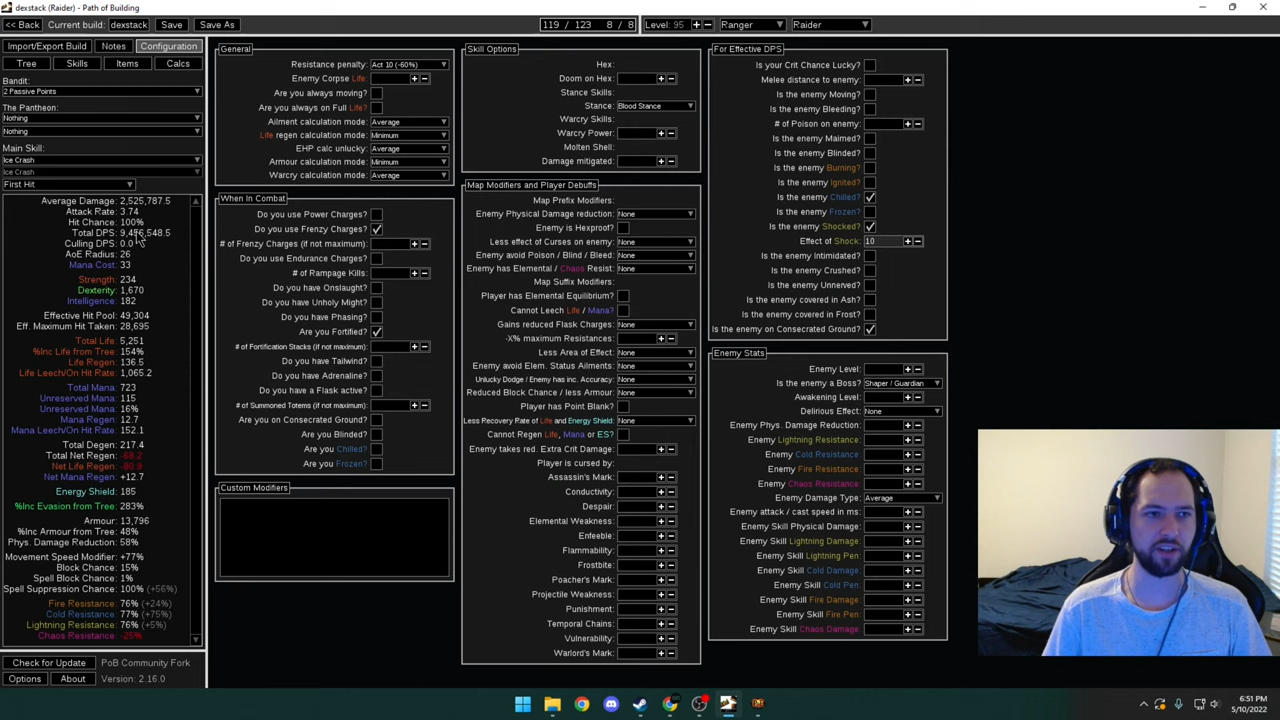 dexstack (Raider) - Path of Building
<< Back
Current build: dexstack
Save
Save As
119 / 123 8 / 8
Level: 95
Ranger
Raider
Import/Export Build
Notes
Configuration
Tree
Skills
Items
Calcs
Bandit:
2 Passive Points
The Pantheon:
Nothing
Nothing
Main Skill:
Ice Crash
Ice Crash
First Hit
Average Damage: 2,525,787.5
Attack Rate: 3.74
Hit Chance: 100%
Total DPS: 9,456,548.5
Culling DPS: 0.0
AoE Radius: 26
Mana Cost: 33
Strength: 234
Dexterity: 1,670
Intelligence: 182
Effective Hit Pool: 49,304
Eff. Maximum Hit Taken: 28,695
Total Life: 5,251
%Inc Life from Tree: 154%
Life Regen: 136.5
Life Leech/On Hit Rate: 1,065.2
Total Mana: 723
Unreserved Mana: 115
Unreserved Mana: 16%
Mana Regen: 12.7
Mana Leech/On Hit Rate: 152.1
Total Degen: 217.4
Total Net Regen: -68.2
Net Life Regen: -80.9
Net Mana Regen: +12.7
Energy Shield: 185
%Inc Evasion from Tree: 283%
Armour: 13,796
%Inc Armour from Tree: 48%
Phys. Damage Reduction: 58%
Movement Speed Modifier: +77%
Block Chance: 15%
Spell Block Chance: 1%
Spell Suppression Chance: 100% (+56%)
Fire Resistance: 76% (+24%)
Cold Resistance: 77% (+75%)
Lightning Resistance: 76% (+5%)
Chaos Resistance: -25%
Check for Update
PoB Community Fork
Options
About
Version: 2.16.0
General
Resistance penalty: Act 10 (-60%)
Enemy Corpse Life:
Are you always moving?
Are you always on Full Life?
Ailment calculation mode: Average
Life regen calculation mode: Minimum
EHP calc unlucky: Average
Armour calculation mode: Minimum
Warcry calculation mode: Average
When In Combat
Do you use Power Charges?
Do you use Frenzy Charges?
# of Frenzy Charges (if not maximum):
Do you use Endurance Charges?
# of Rampage Kills:
Do you have Onslaught?
Do you have Unholy Might?
Do you have Phasing?
Are you Fortified?
# of Fortification Stacks (if not maximum):
Do you have Tailwind?
Do you have Adrenaline?
Do you have a Flask active?
# of Summoned Totems (if not maximum):
Are you on Consecrated Ground?
Are you Blinded?
Are you Chilled?
Are you Frozen?
Custom Modifiers
Skill Options
Hex:
Doom on Hex:
Stance Skills:
Stance: Blood Stance
Warcry Skills:
Warcry Power:
Molten Shell:
Damage mitigated:
Map Modifiers and Player Debuffs
Map Prefix Modifiers:
Enemy Physical Damage reduction: None
Enemy is Hexproof?
Less effect of Curses on enemy: None
Enemy avoid Poison / Blind / Bleed: None
Enemy has Elemental / Chaos Resist: None
Map Suffix Modifiers:
Player has Elemental Equilibrium?
Cannot Leech Life / Mana?
Gains reduced Flask Charges: None
-X% maximum Resistances:
Less Area of Effect: None
Enemy avoid Elem. Status Ailments: None
Unlucky Dodge / Enemy has inc. Accuracy: None
Reduced Block Chance / less Armour: None
Player has Point Blank?
Less Recovery Rate of Life and Energy Shield: None
Cannot Regen Life, Mana or ES?
Enemy takes red. Extra Crit Damage:
Player is cursed by:
Assassin's Mark:
Conductivity:
Despair:
Elemental Weakness:
Enfeeble:
Flammability:
Frostbite:
Poacher's Mark:
Projectile Weakness:
Punishment:
Temporal Chains:
Vulnerability:
Warlord's Mark:
For Effective DPS
Is your Crit Chance Lucky?
Melee distance to enemy:
Is the enemy Moving?
Is the enemy Bleeding?
# of Poison on enemy:
Is the enemy Maimed?
Is the enemy Blinded?
Is the enemy Burning?
Is the enemy Ignited?
Is the enemy Chilled?
Is the enemy Frozen?
Is the enemy Shocked?
Effect of Shock: 10
Is the enemy Intimidated?
Is the enemy Crushed?
Is the enemy Unnerved?
Is the enemy covered in Ash?
Is the enemy covered in Frost?
Is the enemy on Consecrated Ground?
Enemy Stats
Enemy Level:
Is the enemy a Boss? Shaper / Guardian
Awakening Level:
Delirious Effect: None
Enemy Phys. Damage Reduction:
Enemy Lightning Resistance:
Enemy Cold Resistance:
Enemy Fire Resistance:
Enemy Chaos Resistance:
Enemy Damage Type: Average
Enemy attack / cast speed in ms:
Enemy Skill Physical Damage:
Enemy Skill Lightning Damage:
Enemy Skill Lightning Pen:
Enemy Skill Cold Damage:
Enemy Skill Cold Pen:
Enemy Skill Fire Damage:
Enemy Skill Fire Pen:
Enemy Skill Chaos Damage:
6:51 PM
5/10/2022